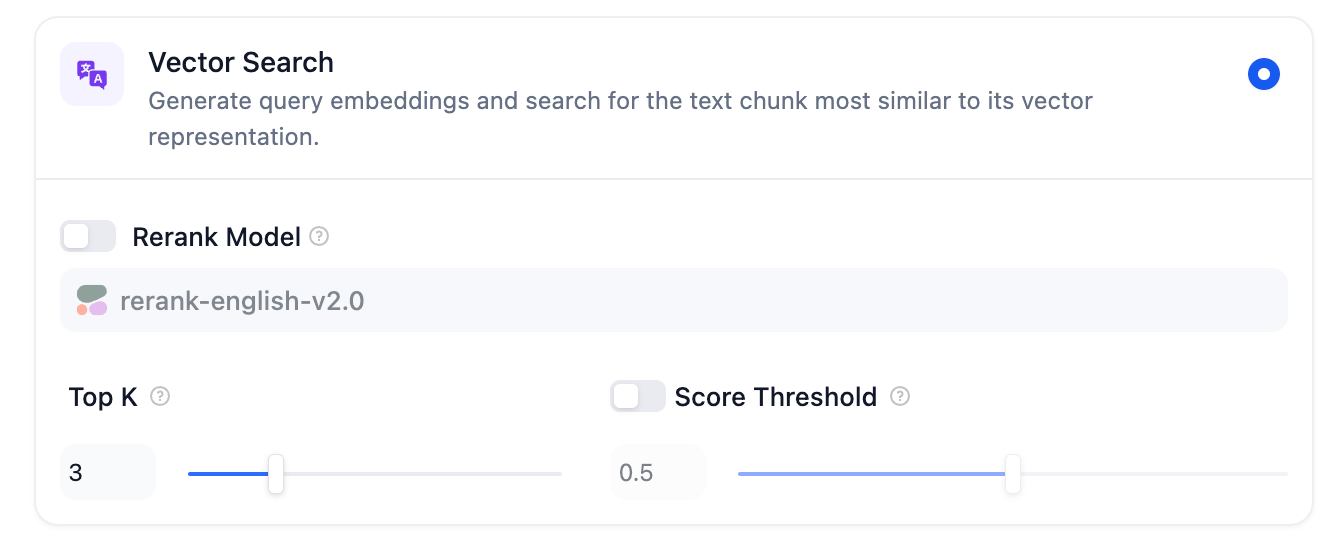 Vector Search
Generate query embeddings and search for the text chunk most similar to its vector
representation.
Rerank Model
rerank-english-v2.0
Top K
Score Threshold
3
0.5